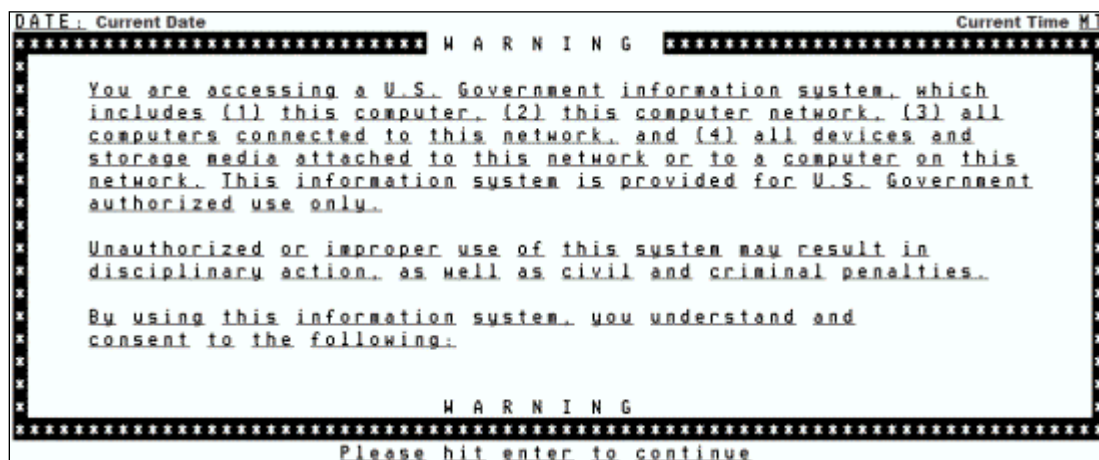 DATE: Current Date Current Time MT
***************************** W A R N I N G ******************************
You are accessing a U.S. Government information system, which
includes (1) this computer, (2) this computer network, (3) all
computers connected to this network, and (4) all devices and
storage media attached to this network or to a computer on this
network. This information system is provided for U.S. Government
authorized use only.
Unauthorized or improper use of this system may result in
disciplinary action, as well as civil and criminal penalties.
By using this information system, you understand and
consent to the following:
W A R N I N G
Please hit enter to continue